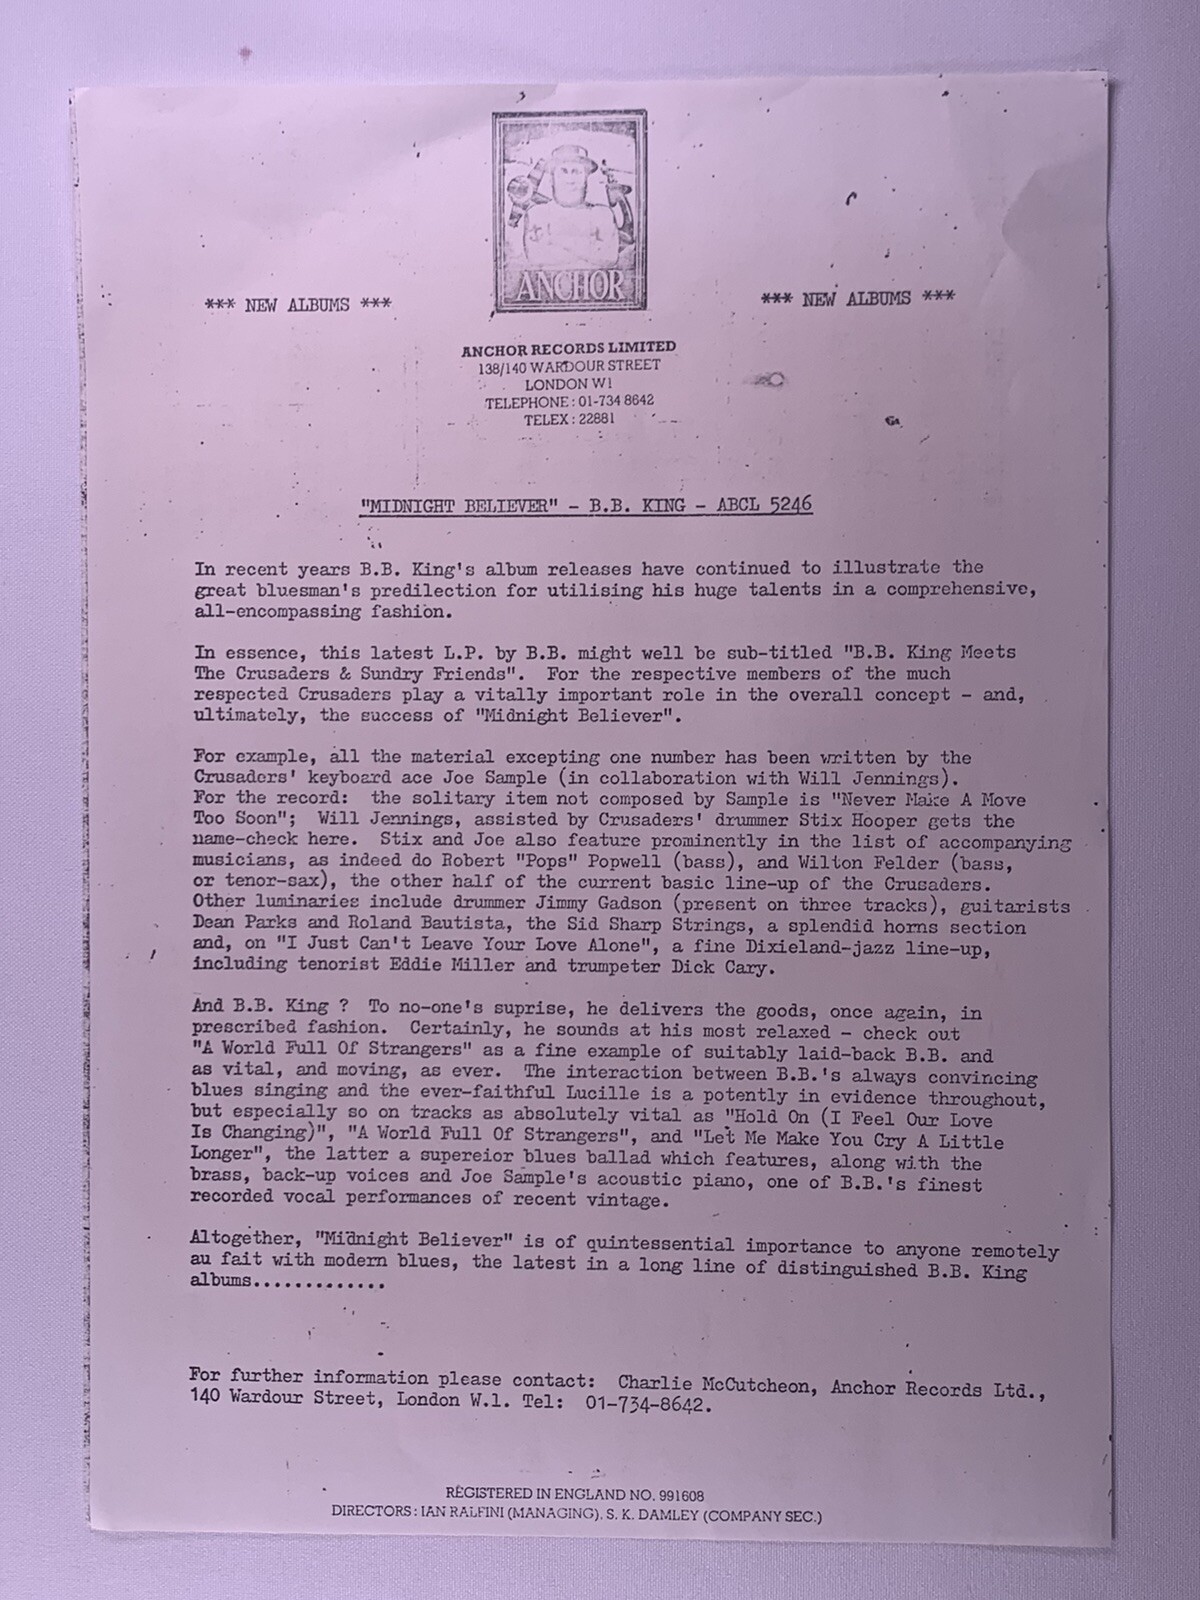 ANCHOR
*** NEW ALBUMS ***
*** NEW ALBUMS ***
ANCHOR RECORDS LIMITED
138/140 WARDOUR STREET
LONDON W1
TELEPHONE : 01-734 8642
TELEX : 22881
"MIDNIGHT BELIEVER" - B.B. KING - ABCL 5246
In recent years B.B. King's album releases have continued to illustrate the
great bluesman's predilection for utilising his huge talents in a comprehensive,
all-encompassing fashion.
In essence, this latest L.P. by B.B. might well be sub-titled "B.B. King Meets
The Crusaders & Sundry Friends". For the respective members of the much
respected Crusaders play a vitally important role in the overall concept - and,
ultimately, the success of "Midnight Believer".
For example, all the material excepting one number has been written by the
Crusaders' keyboard ace Joe Sample (in collaboration with Will Jennings).
For the record: the solitary item not composed by Sample is "Never Make A Move
Too Soon"; Will Jennings, assisted by Crusaders' drummer Stix Hooper gets the
name-check here. Stix and Joe also feature prominently in the list of accompanying
musicians, as indeed do Robert "Pops" Popwell (bass), and Wilton Felder (bass,
or tenor-sax), the other half of the current basic line-up of the Crusaders.
Other luminaries include drummer Jimmy Gadson (present on three tracks), guitarists
Dean Parks and Roland Bautista, the Sid Sharp Strings, a splendid horns section
and, on "I Just Can't Leave Your Love Alone", a fine Dixieland-jazz line-up,
including tenorist Eddie Miller and trumpeter Dick Cary.
And B.B. King ? To no-one's suprise, he delivers the goods, once again, in
prescribed fashion. Certainly, he sounds at his most relaxed - check out
"A World Full Of Strangers" as a fine example of suitably laid-back B.B. and
as vital, and moving, as ever. The interaction between B.B.'s always convincing
blues singing and the ever-faithful Lucille is a potently in evidence throughout,
but especially so on tracks as absolutely vital as "Hold On (I Feel Our Love
Is Changing)", "A World Full Of Strangers", and "Let Me Make You Cry A Little
Longer", the latter a supereior blues ballad which features, along with the
brass, back-up voices and Joe Sample's acoustic piano, one of B.B.'s finest
recorded vocal performances of recent vintage.
Altogether, "Midnight Believer" is of quintessential importance to anyone remotely
au fait with modern blues, the latest in a long line of distinguished B.B. King
albums.............
For further information please contact: Charlie McCutcheon, Anchor Records Ltd.,
140 Wardour Street, London W.1. Tel: 01-734-8642.
REGISTERED IN ENGLAND NO. 991608
DIRECTORS : IAN RALFINI (MANAGING). S. K. DAMLEY (COMPANY SEC.)